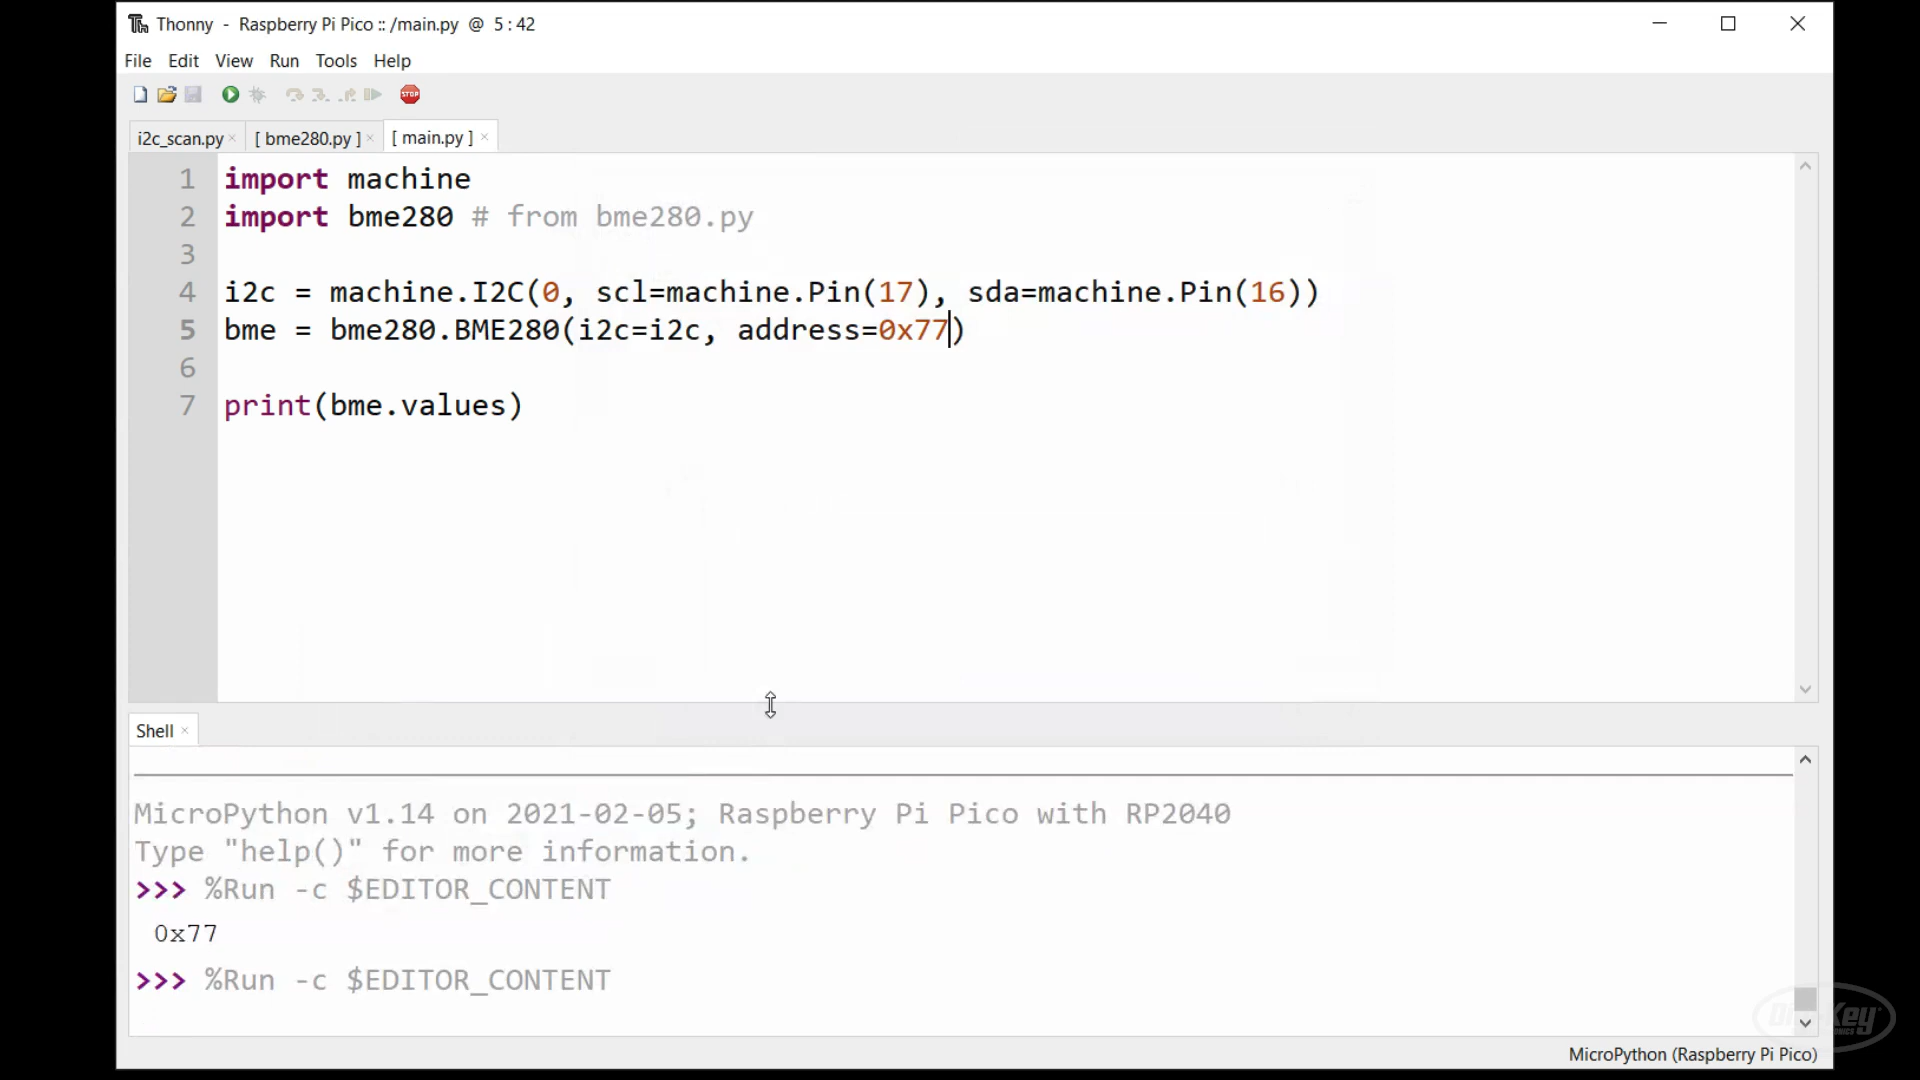 Thonny - Raspberry Pi Pico :: /main.py @ 5 : 42
File Edit View Run Tools Help
STOP
i2c_scan.py × [ bme280.py ] × [ main.py ] ×
1 import machine
2 import bme280 # from bme280.py
3
4 i2c = machine.I2C(0, scl=machine.Pin(17), sda=machine.Pin(16))
5 bme = bme280.BME280(i2c=i2c, address=0x77)
6
7 print(bme.values)
Shell ×
MicroPython v1.14 on 2021-02-05; Raspberry Pi Pico with RP2040
Type "help()" for more information.
>>> %Run -c $EDITOR_CONTENT
0x77
>>> %Run -c $EDITOR_CONTENT
MicroPython (Raspberry Pi Pico)